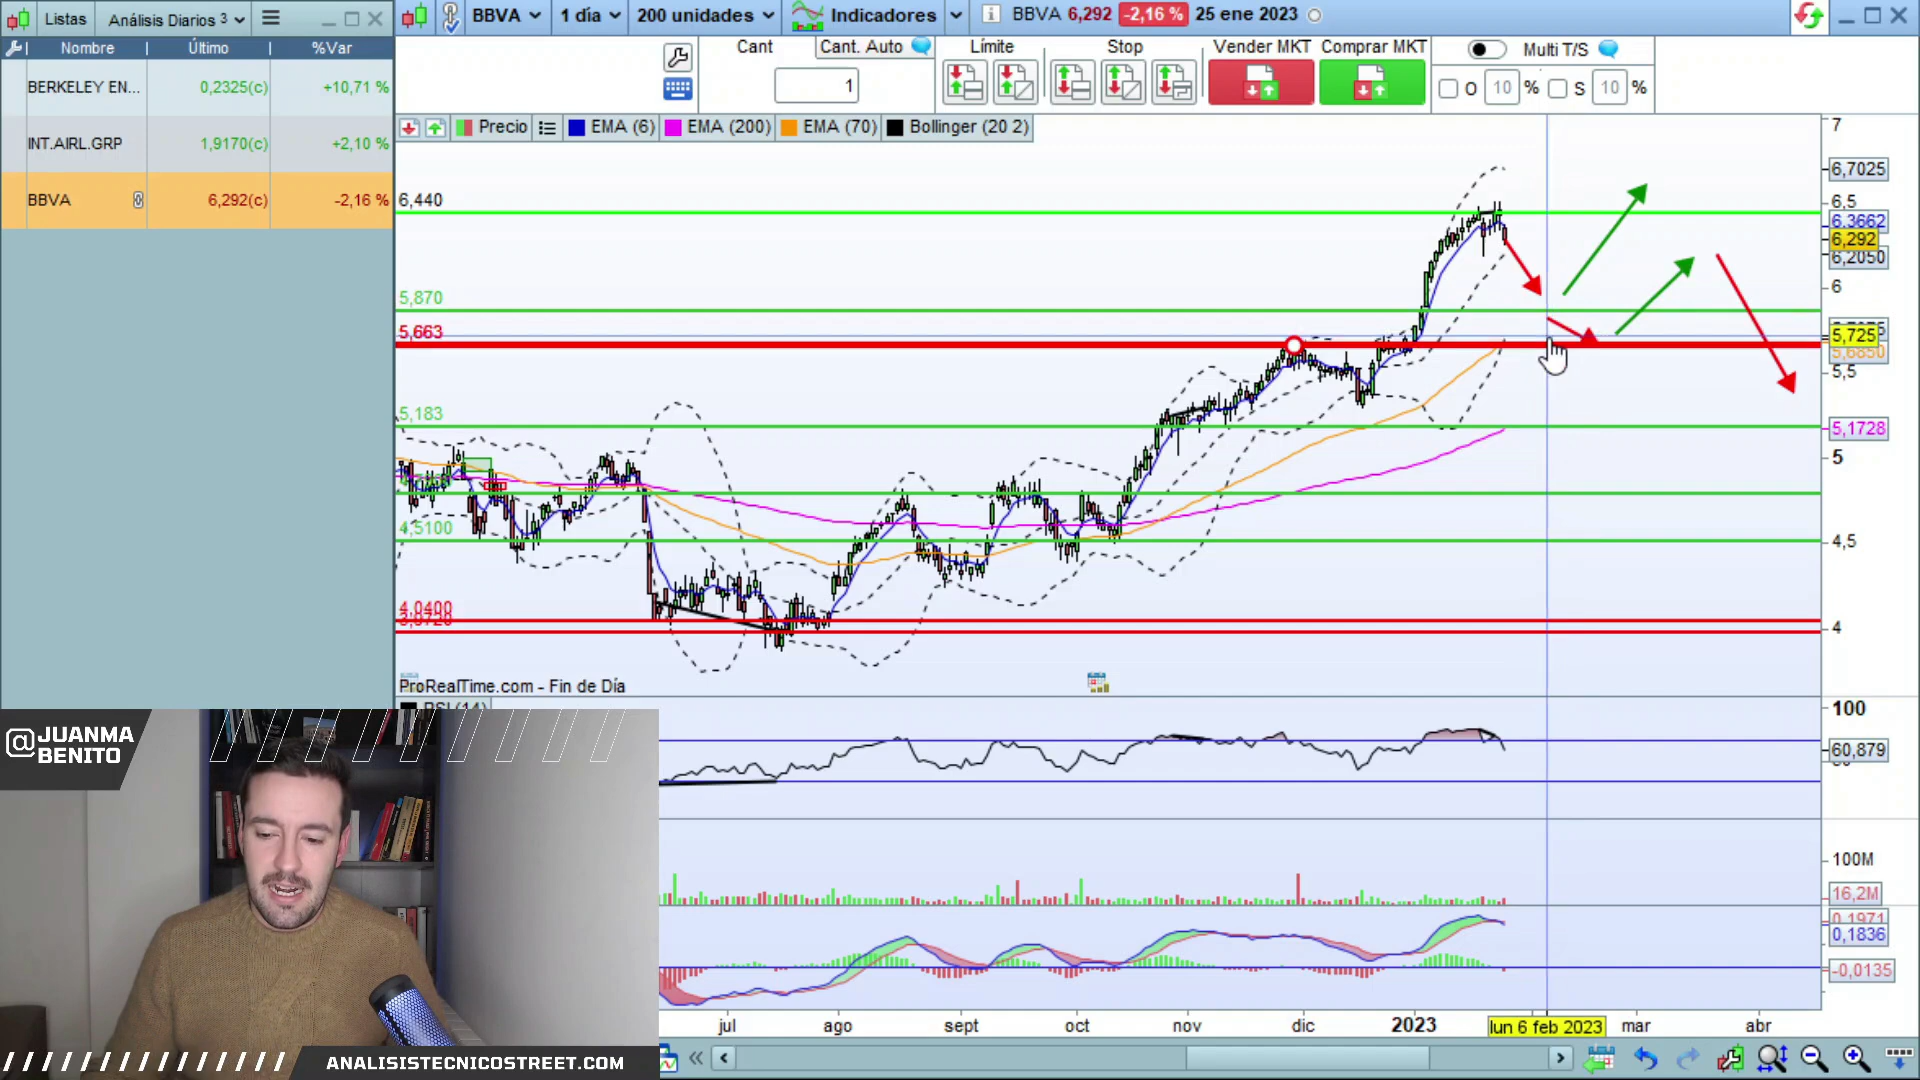 Listas
Análisis Diarios 3
BBVA
1 día
200 unidades
Indicadores
BBVA 6,292 -2,16 % 25 ene 2023
Nombre
Último
%Var
BERKELEY EN...
0,2325(c)
+10,71 %
INT.AIRL.GRP
1,9170(c)
+2,10 %
BBVA
6,292(c)
-2,16 %
Cant
Cant. Auto
Límite
Stop
Vender MKT
Comprar MKT
Multi T/S
1
O
10
%
S
10
%
Precio
EMA (6)
EMA (200)
EMA (70)
Bollinger (20 2)
7
6,7025
6,5
6,3662
6,292
6,2050
6
5,725
5,6850
5,5
5,1728
5
4,5
4
6,440
5,870
5,663
5,183
4,5100
4,0400
ProRealTime.com - Fin de Día
RSI (14)
100
60,879
100M
16,2M
0,1971
0,1836
-0,0135
jul
ago
sept
oct
nov
dic
2023
lun 6 feb 2023
mar
abr
@JUANMA
BENITO
ANALISISTECNICOSTREET.COM